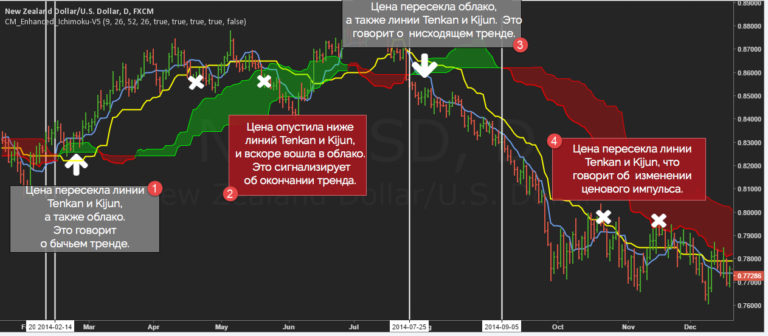 New Zealand Dollar/U.S. Dollar, D, FXCM
CM_Enhanced_Ichimoku-V5 (9, 26, 52, 26, true, true, true, true, false)
Цена пересекла облако,
а также линии Tenkan и Kijun. Это
говорит о нисходящем тренде.
3
0.89000
0.88000
0.87000
0.86000
0.85000
0.84000
0.83000
0.82000
0.81000
0.80000
0.79000
0.78000
0.77286
0.77000
0.76000
Цена пересекла линии
Tenkan и Kijun,
а также облако.
Это говорит
о бычьем тренде.
1
Цена опустила ниже
линий Tenkan и Kijun,
и вскоре вошла в облако.
Это сигнализирует
об окончании тренда.
2
4
Цена пересекла линии
Tenkan и Kijun, что
говорит об изменении
ценового импульса.
New Zealand Dollar/U.S. D
20 2014-02-14 Mar Apr May Jun Jul 2014-07-25 2014-09-05 Oct Nov Dec